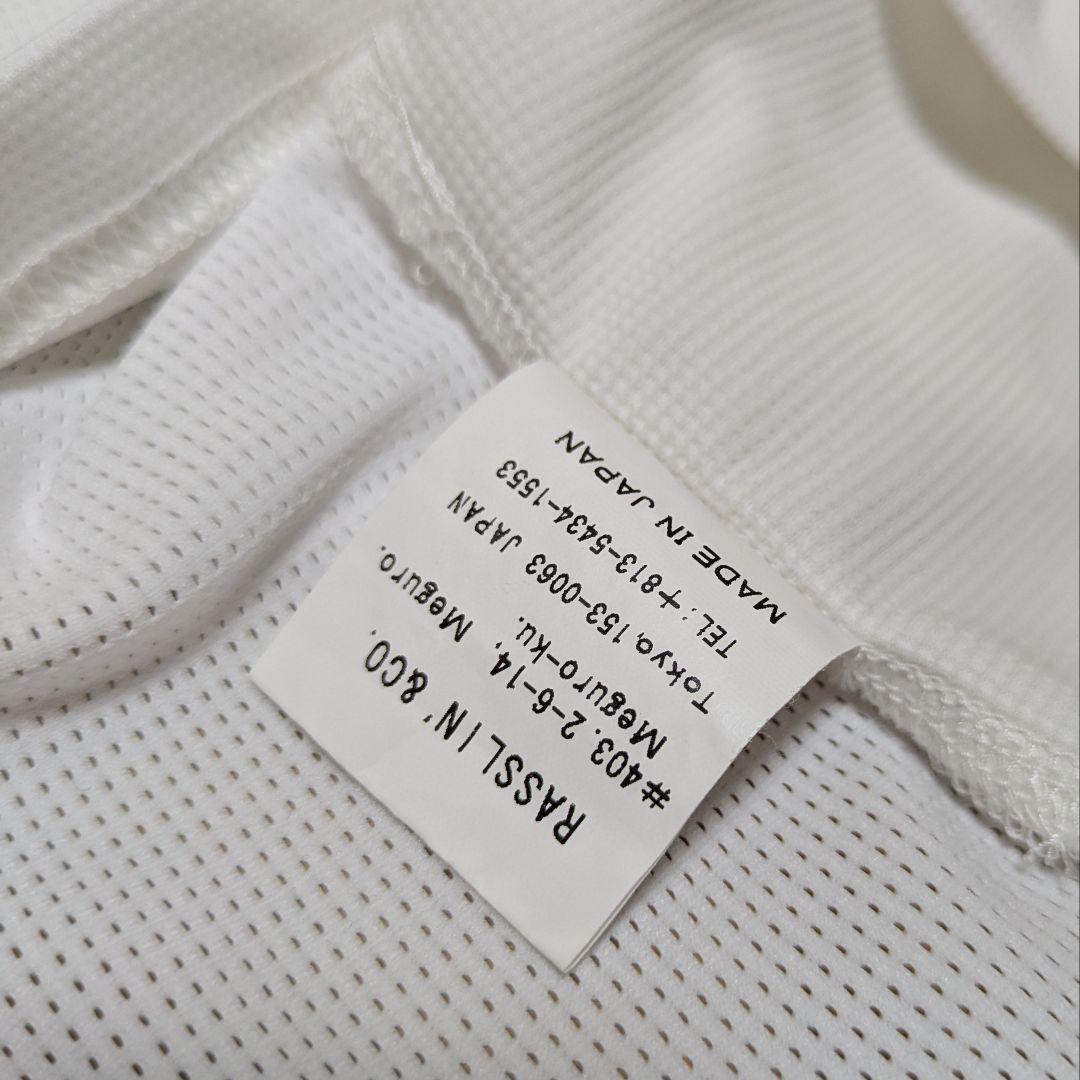 RASSLIN' &CO.
#403. 2-6-14, Meguro.
Meguro-ku.
Tokyo, 153-0063 JAPAN
TEL: +813-5434-1553
MADE IN JAPAN